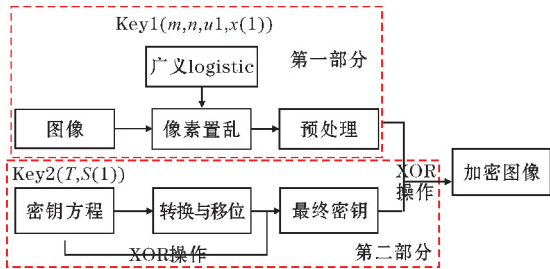 Key1(m,n,u1,x(1))
广义logistic
第一部分
图像
像素置乱
预处理
Key2(T,S(1))
XOR
操作
加密图像
密钥方程
转换与移位
最终密钥
XOR操作
第二部分